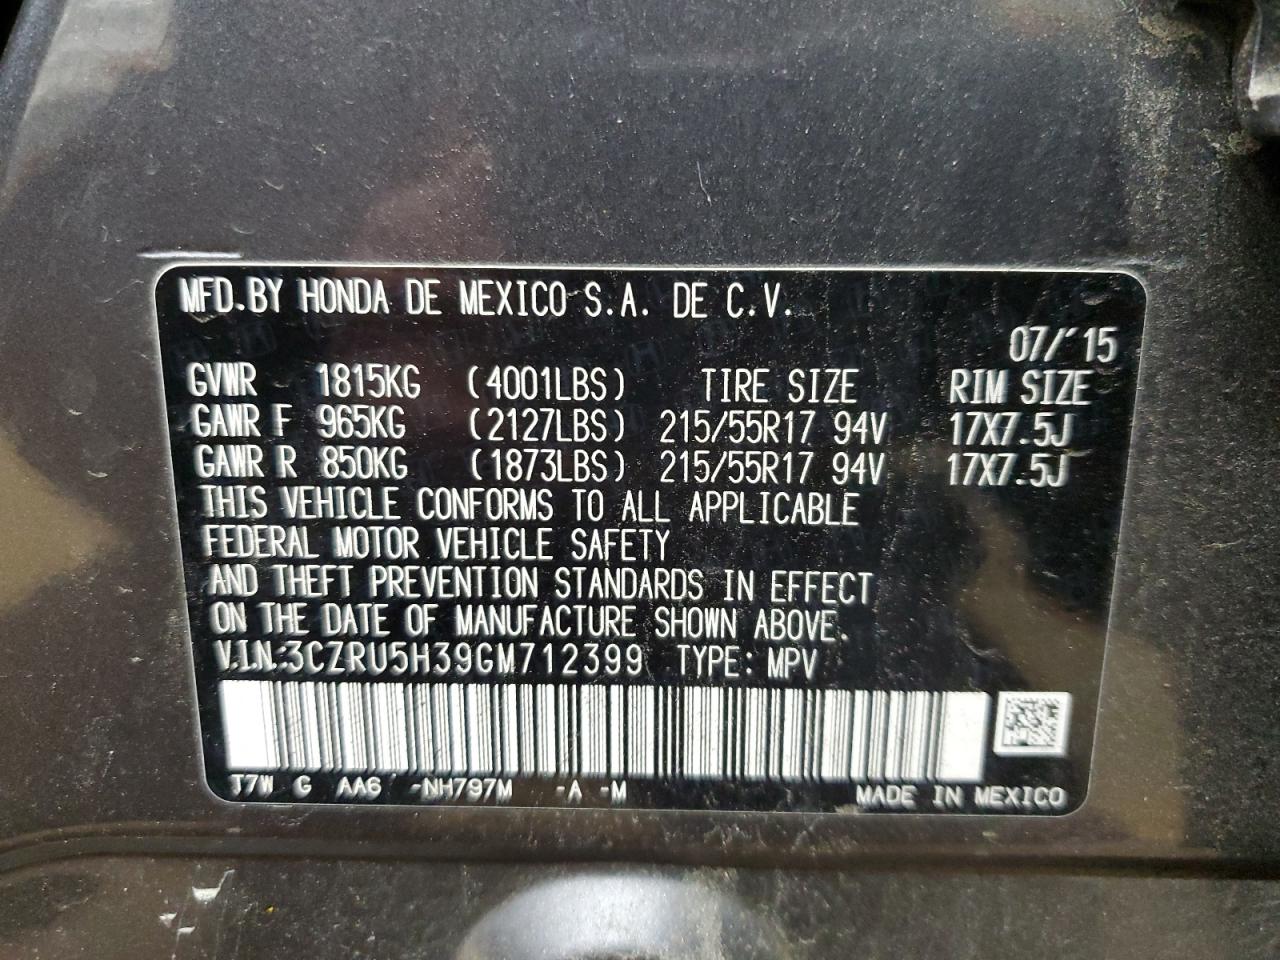 MFD.BY HONDA DE MEXICO S.A. DE C.V.
07/"15
GVWR 1815KG (4001LBS) TIRE SIZE RIM SIZE
GAWR F 965KG (2127LBS) 215/55R17 94V 17X7.5J
GAWR R 850KG (1873LBS) 215/55R17 94V 17X7.5J
THIS VEHICLE CONFORMS TO ALL APPLICABLE
FEDERAL MOTOR VEHICLE SAFETY
AND THEFT PREVENTION STANDARDS IN EFFECT
ON THE DATE OF MANUFACTURE SHOWN ABOVE.
V.I.N:3CZRU5H39GM712399 TYPE: MPV
T7W G AA6 -NH797M -A -M MADE IN MEXICO